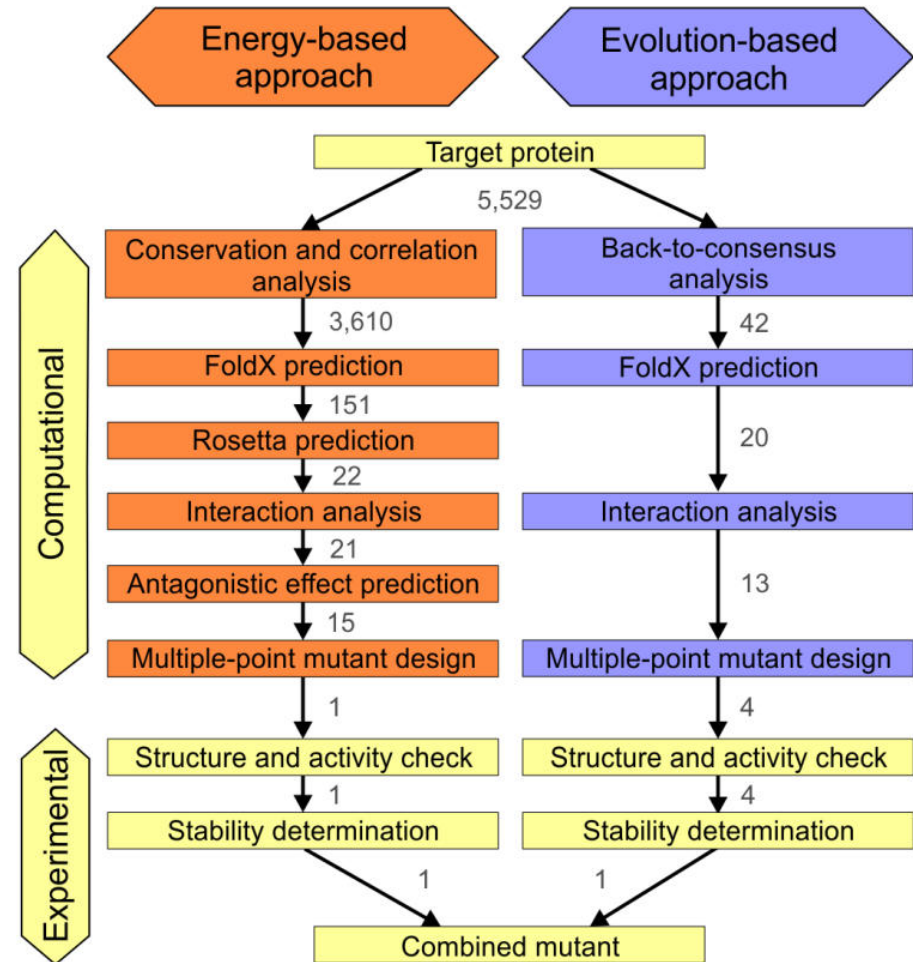 Energy-based
approach
Evolution-based
approach
Target protein
5,529
Computational
Conservation and correlation
analysis
Back-to-consensus
analysis
3,610
42
FoldX prediction
FoldX prediction
151
20
Rosetta prediction
22
Interaction analysis
Interaction analysis
21
13
Antagonistic effect prediction
15
Multiple-point mutant design
Multiple-point mutant design
1
4
Experimental
Structure and activity check
Structure and activity check
1
4
Stability determination
Stability determination
1
1
Combined mutant